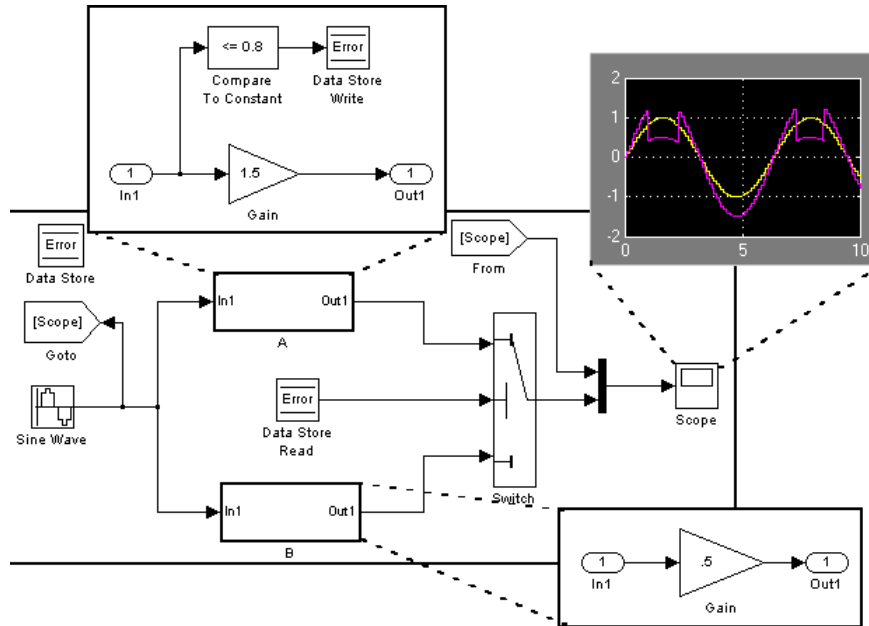 <= 0.8
Error
Compare
To Constant
Data Store
Write
1
In1
1.5
Gain
1
Out1
2
1
0
-1
-2
0
5
10
Error
Data Store
[Scope]
From
[Scope]
Goto
In1
Out1
A
Sine Wave
Error
Data Store
Read
Switch
Scope
In1
Out1
B
1
In1
.5
Gain
1
Out1